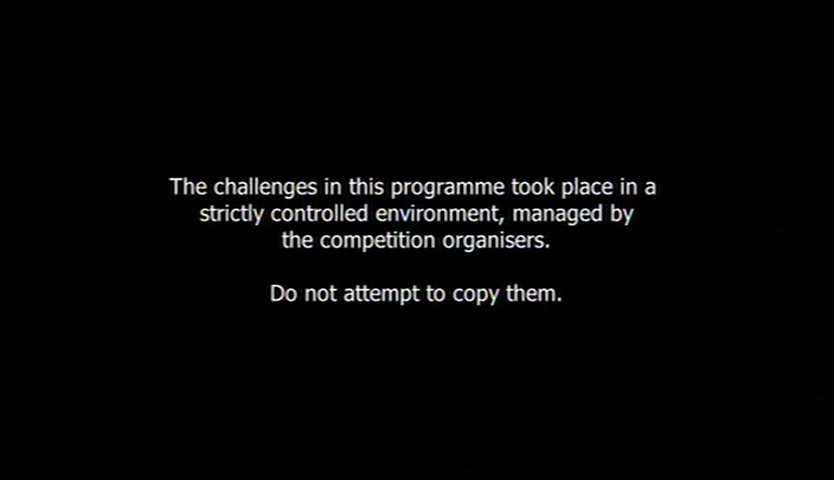 The challenges in this programme took place in a
strictly controlled environment, managed by
the competition organisers.
Do not attempt to copy them.